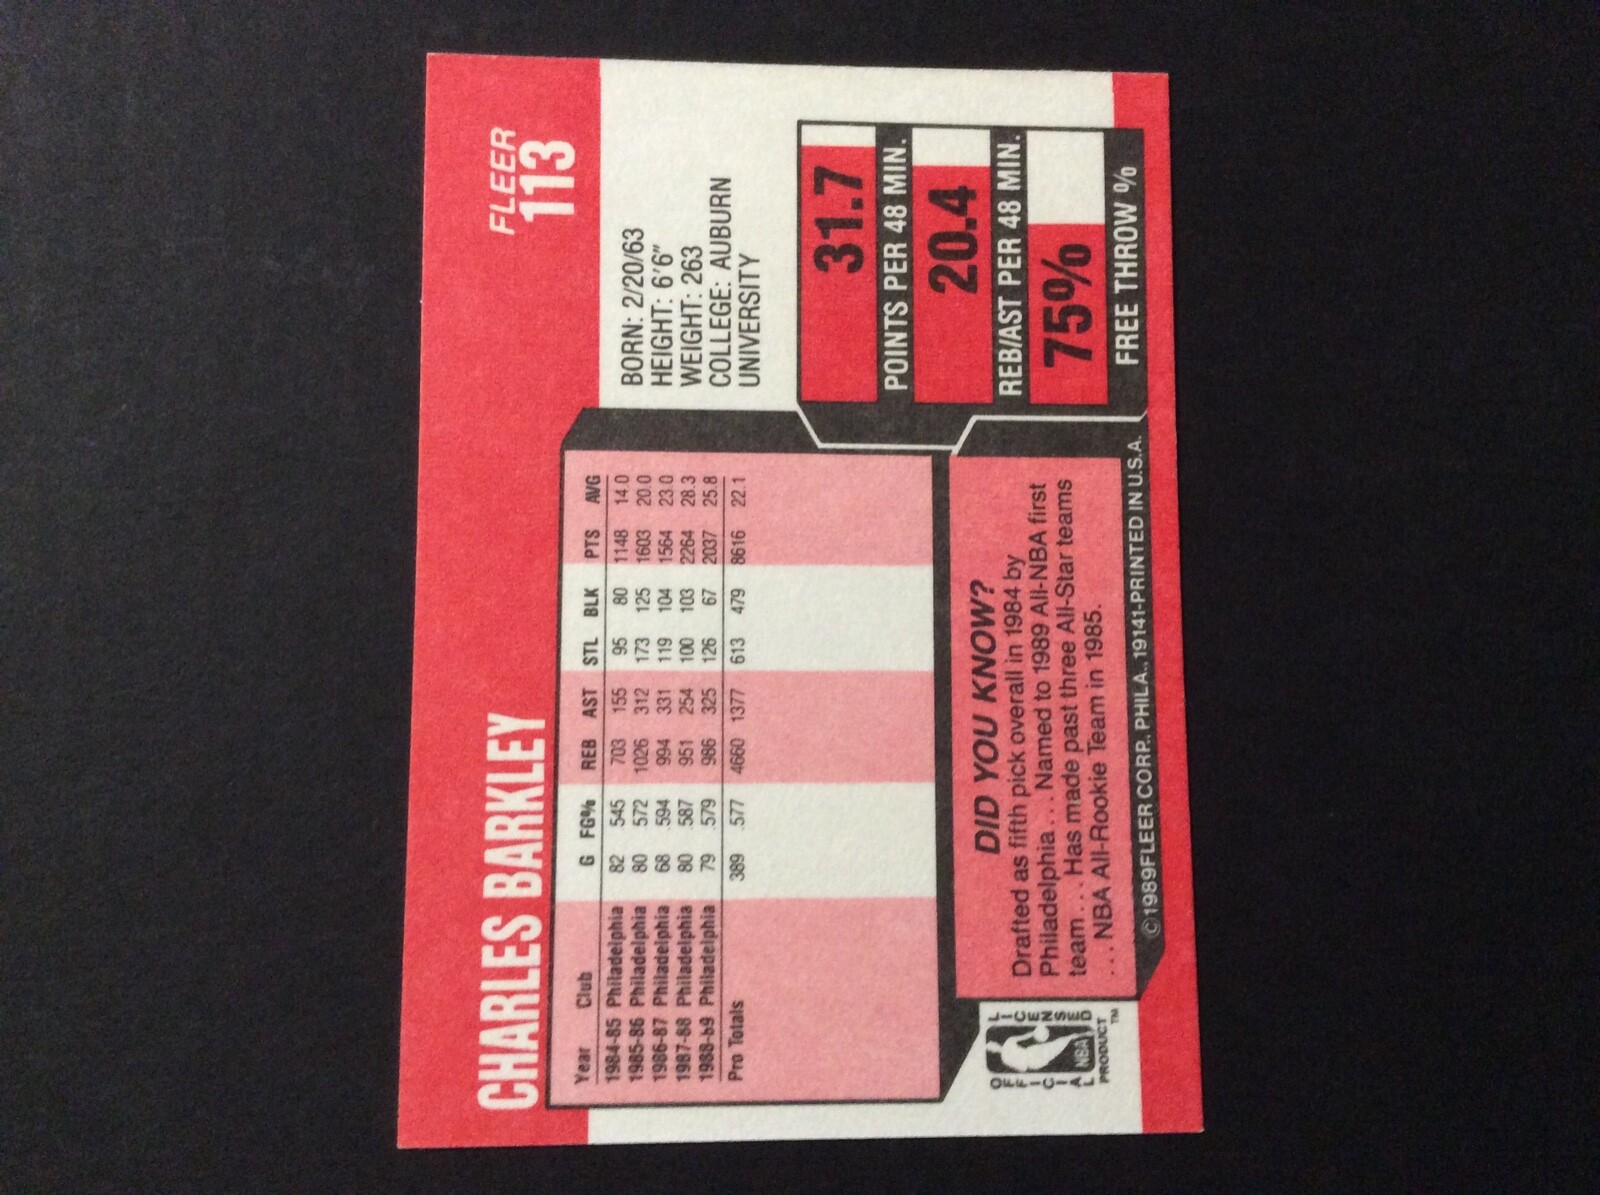 CHARLES BARKLEY
FLEER
113
Year Club G FG% REB AST STL BLK PTS AVG
1984-85 Philadelphia 82 .545 703 155 95 80 1148 14.0
1985-86 Philadelphia 80 .572 1026 312 173 125 1603 20.0
1986-87 Philadelphia 68 .594 994 331 119 104 1564 23.0
1987-88 Philadelphia 80 .587 951 254 100 103 2264 28.3
1988-89 Philadelphia 79 .579 986 325 126 67 2037 25.8
Pro Totals 389 .577 4660 1377 613 479 8616 22.1
BORN: 2/20/63
HEIGHT: 6'6"
WEIGHT: 263
COLLEGE: AUBURN
UNIVERSITY
31.7
POINTS PER 48 MIN.
20.4
REB/AST PER 48 MIN.
75%
FREE THROW %
DID YOU KNOW?
Drafted as fifth pick overall in 1984 by
Philadelphia . . . Named to 1989 All-NBA first
team . . . Has made past three All-Star teams
. . . NBA All-Rookie Team in 1985.
OFFICIAL LICENSED
NBA
PRODUCT™
©1989 FLEER CORP., PHILA., 19141-PRINTED IN U.S.A.